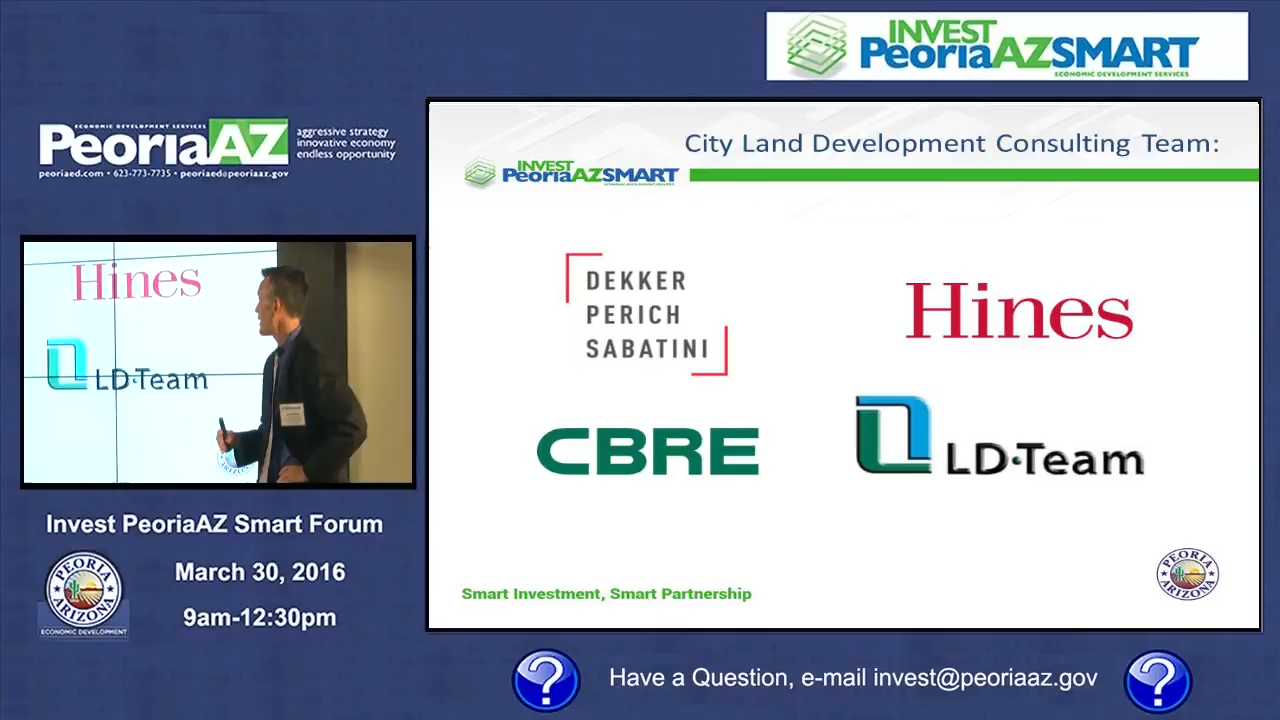 INVEST
PeoriaAZSMART
ECONOMIC DEVELOPMENT SERVICES
ECONOMIC DEVELOPMENT SERVICES
PeoriaAZ
aggressive strategy
innovative economy
endless opportunity
peoriaed.com • 623-773-7735 • peoriaed@peoriaaz.gov
City Land Development Consulting Team:
INVEST
PeoriaAZSMART
ECONOMIC DEVELOPMENT SERVICES
DEKKER
PERICH
SABATINI
Hines
CBRE
LD·Team
Smart Investment, Smart Partnership
PEORIA
ARIZONA
Hines
LD·Team
Invest PeoriaAZ Smart Forum
March 30, 2016
9am-12:30pm
PEORIA
ARIZONA
ECONOMIC DEVELOPMENT
? Have a Question, e-mail invest@peoriaaz.gov ?